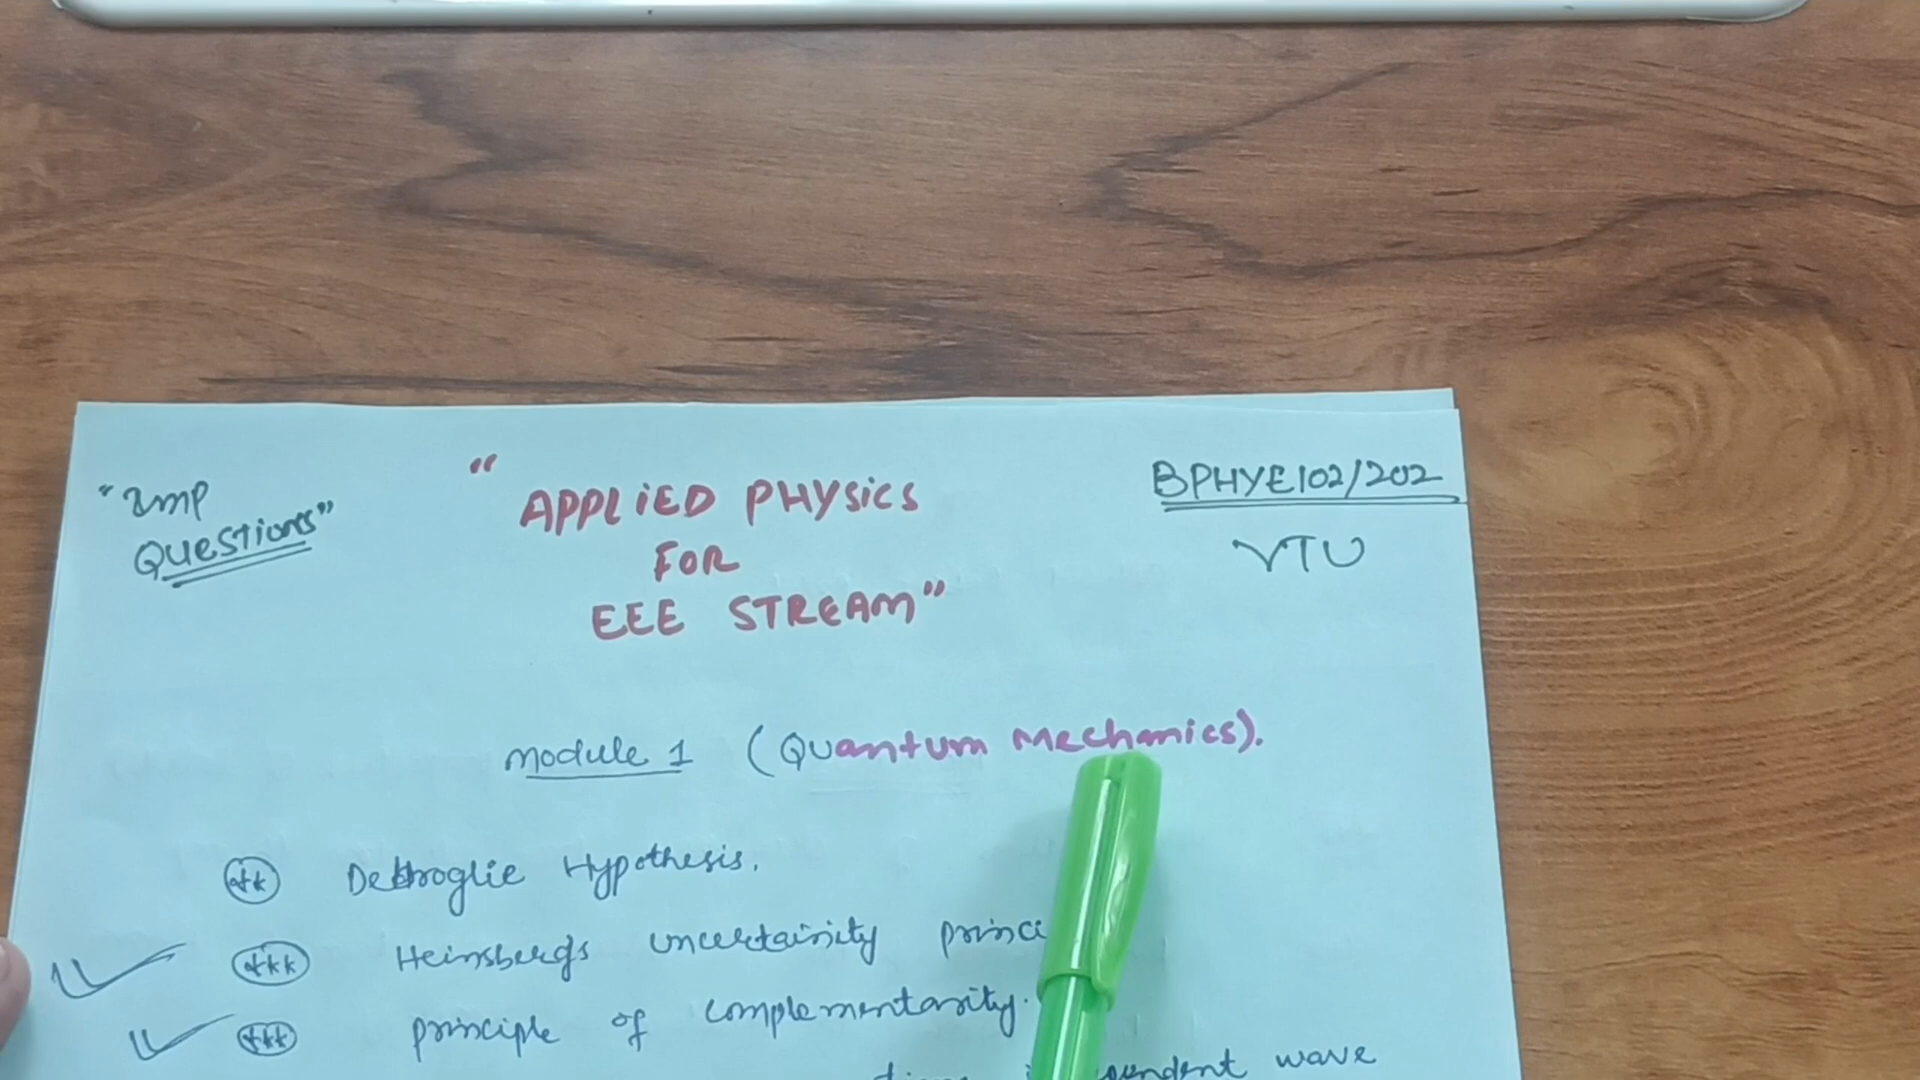 "Imp
Questions"
"APPLIED PHYSICS
FOR
EEE STREAM"
BPHYE102/202
VTU
Module 1 (Quantum Mechanics).
** Debroglie Hypothesis.
*** Heinsbergs uncertainity princi
*** principle of complementarity.
wave